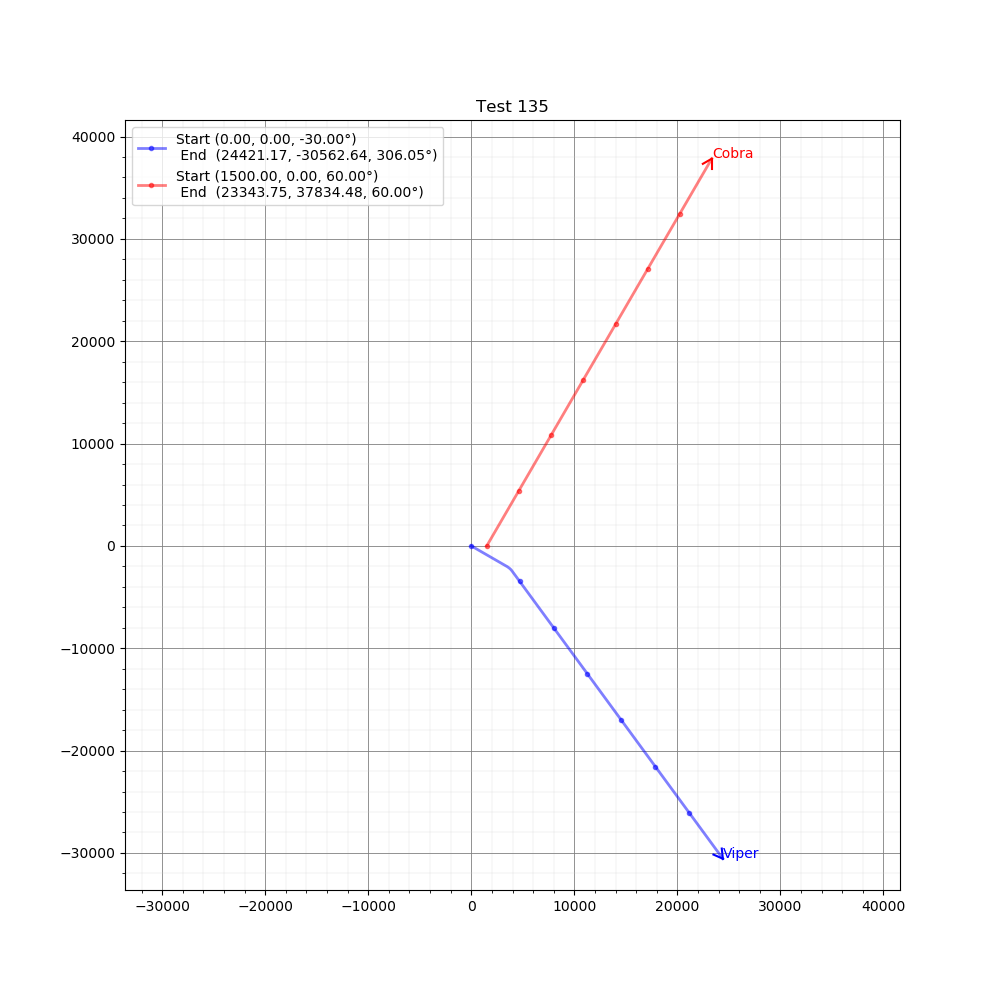 Test 135
Start (0.00, 0.00, -30.00°)
End (24421.17, -30562.64, 306.05°)
Start (1500.00, 0.00, 60.00°)
End (23343.75, 37834.48, 60.00°)
Cobra
Viper
40000
30000
20000
10000
0
−10000
−20000
−30000
−30000 −20000 −10000 0 10000 20000 30000 40000